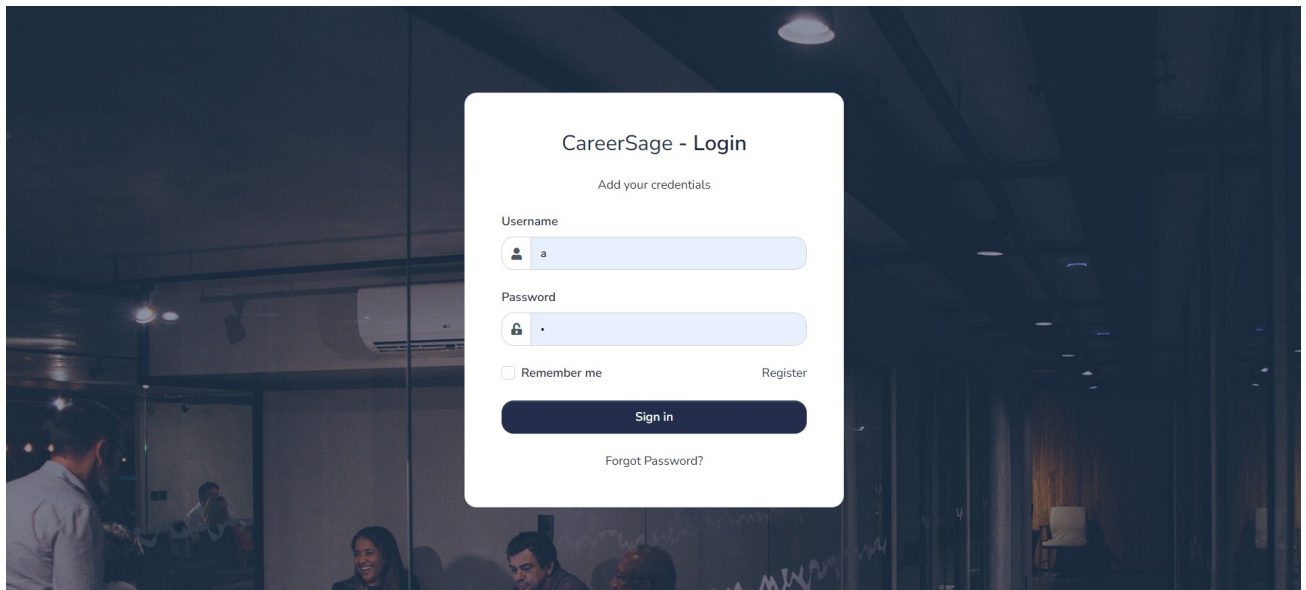 CareerSage - Login
Add your credentials
Username
a
Password
•
Remember me
Register
Sign in
Forgot Password?